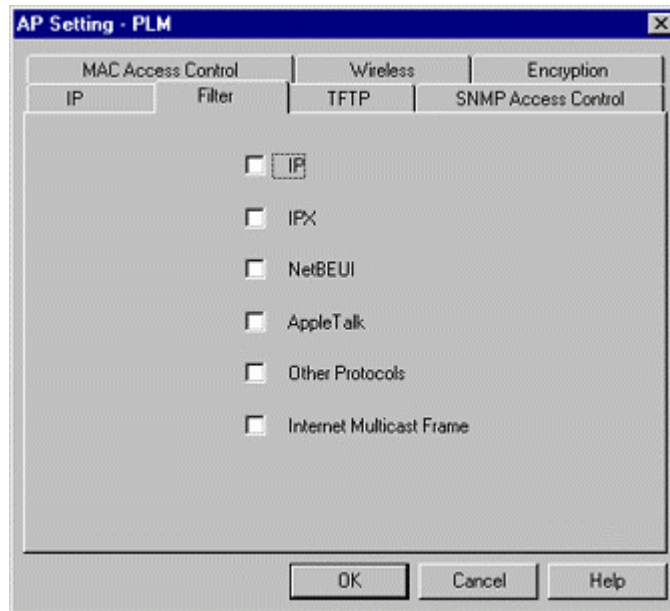 AP Setting - PLM
MAC Access Control Wireless Encryption
IP Filter TFTP SNMP Access Control
IP
IPX
NetBEUI
AppleTalk
Other Protocols
Internet Multicast Frame
OK Cancel Help